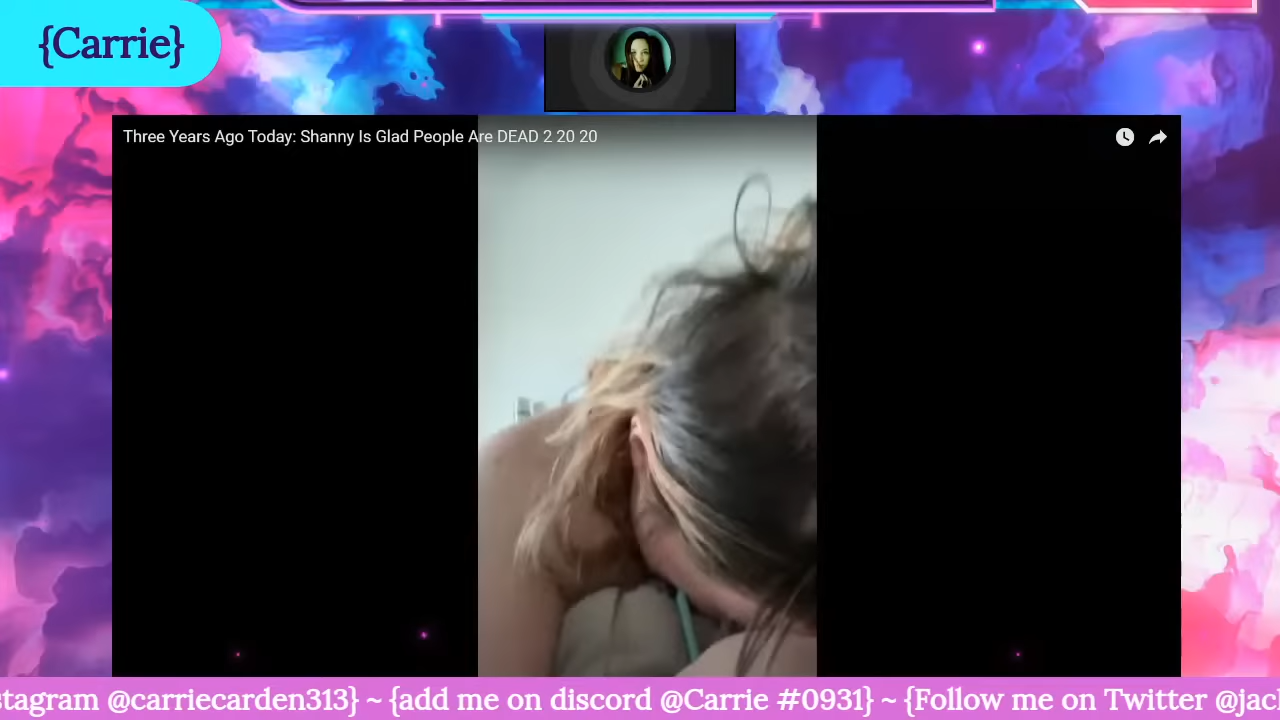 {Carrie}
Three Years Ago Today: Shanny Is Glad People Are DEAD 2 20 20
stagram @carriecarden313} ~ {add me on discord @Carrie #0931} ~ {Follow me on Twitter @jack